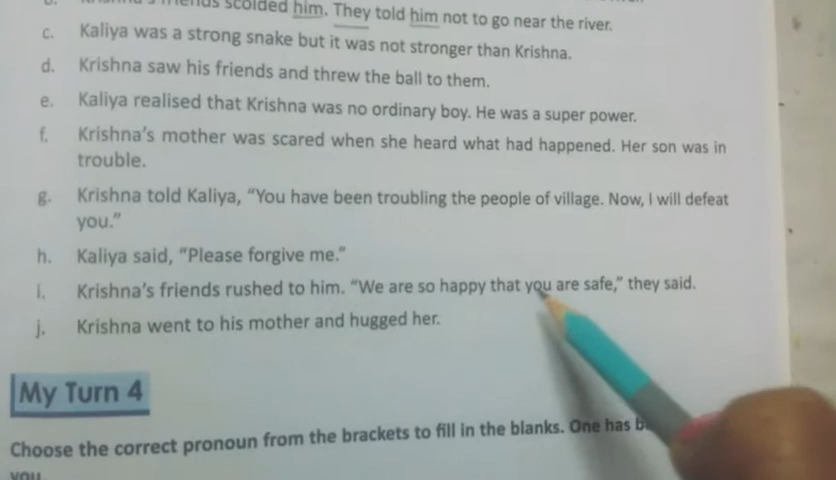 scolded him. They told him not to go near the river.
c. Kaliya was a strong snake but it was not stronger than Krishna.
d. Krishna saw his friends and threw the ball to them.
e. Kaliya realised that Krishna was no ordinary boy. He was a super power.
f. Krishna's mother was scared when she heard what had happened. Her son was in
trouble.
g. Krishna told Kaliya, “You have been troubling the people of village. Now, I will defeat
you.”
h. Kaliya said, “Please forgive me.”
i. Krishna's friends rushed to him. “We are so happy that you are safe,” they said.
j. Krishna went to his mother and hugged her.
My Turn 4
Choose the correct pronoun from the brackets to fill in the blanks. One has
you